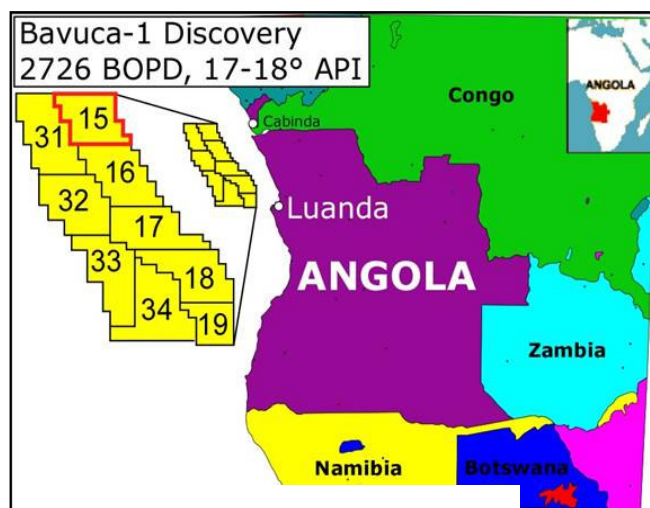 Bavuca-1 Discovery
2726 BOPD, 17-18° API
ANGOLA
Congo
Cabinda
31
15
16
32
17
33
18
34
19
Luanda
ANGOLA
Zambia
Namibia
Botswana